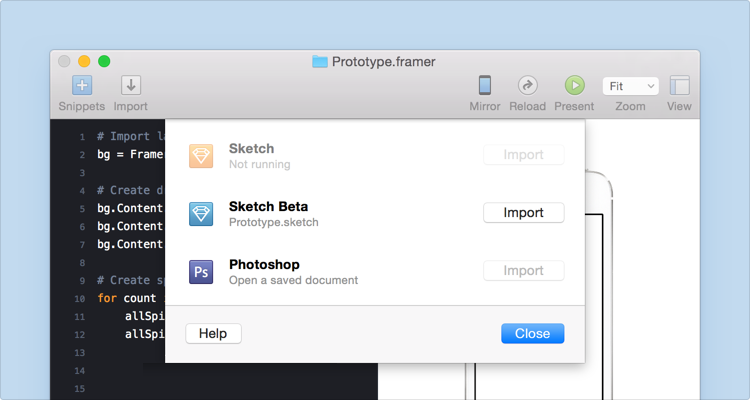 Prototype.framer
Snippets Import Mirror Reload Present Fit Zoom View
1 # Import
2 bg = Frame
3
4 # Create
5 bg.Content
6 bg.Content
7 bg.Content
8
9 # Create
10 for count
11 allSpi
12 allSpi
13
14
15
Sketch
Not running
Import
Sketch Beta
Prototype.sketch
Import
Ps
Photoshop
Open a saved document
Import
Help
Close